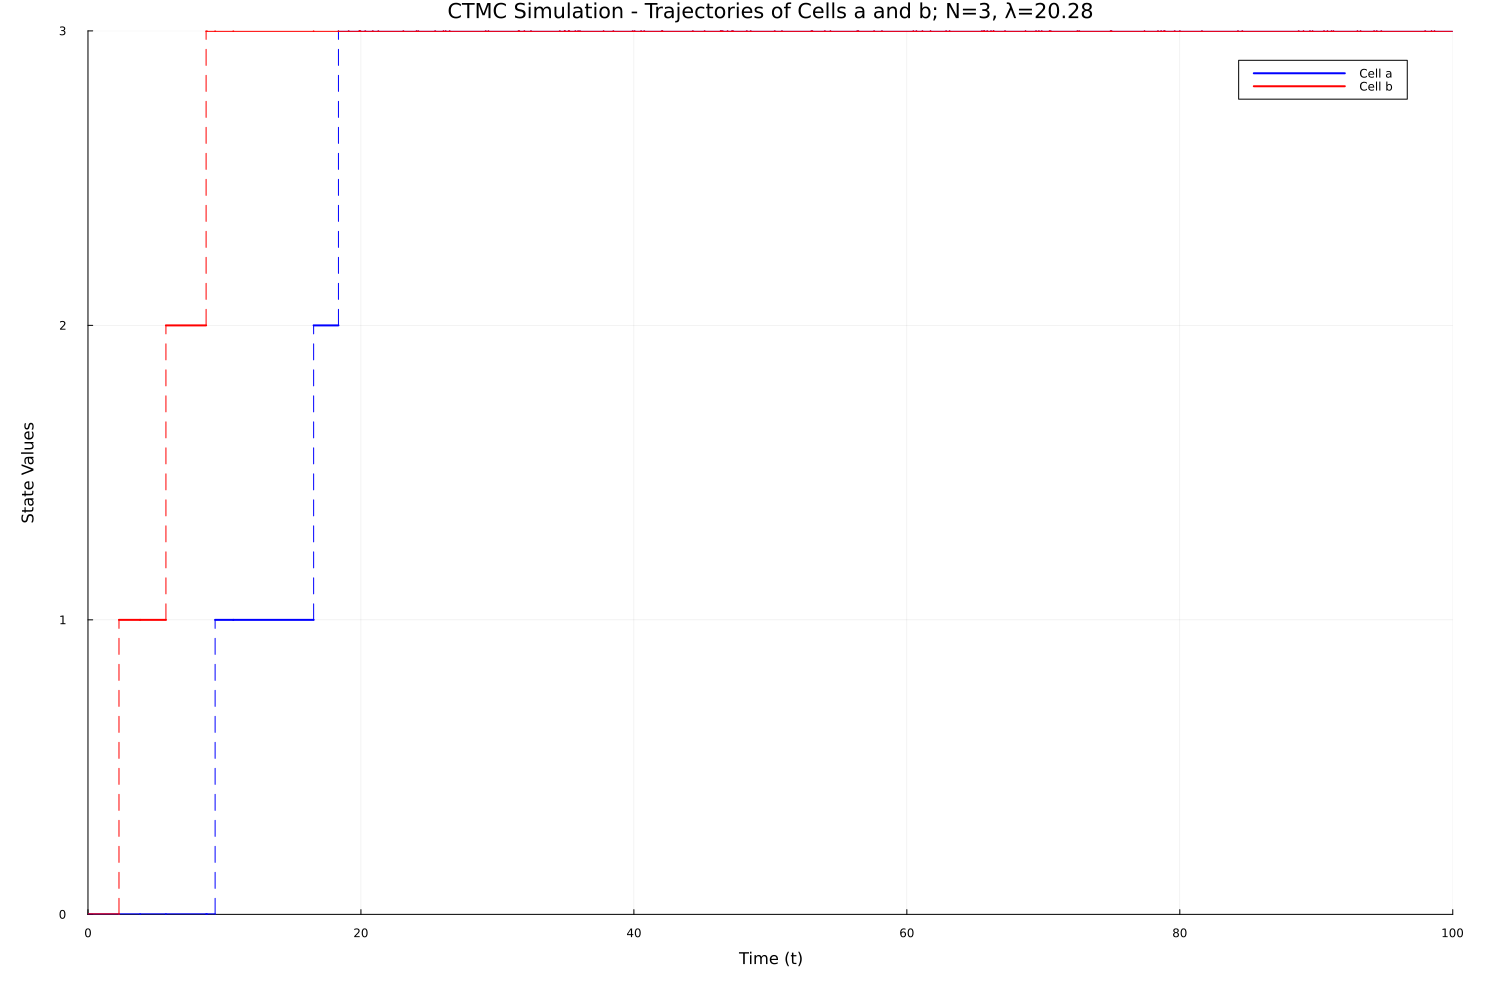 CTMC Simulation - Trajectories of Cells a and b; N=3, λ=20.28
3
Cell a
Cell b
2
State Values
1
0
0 20 40 60 80 100
Time (t)